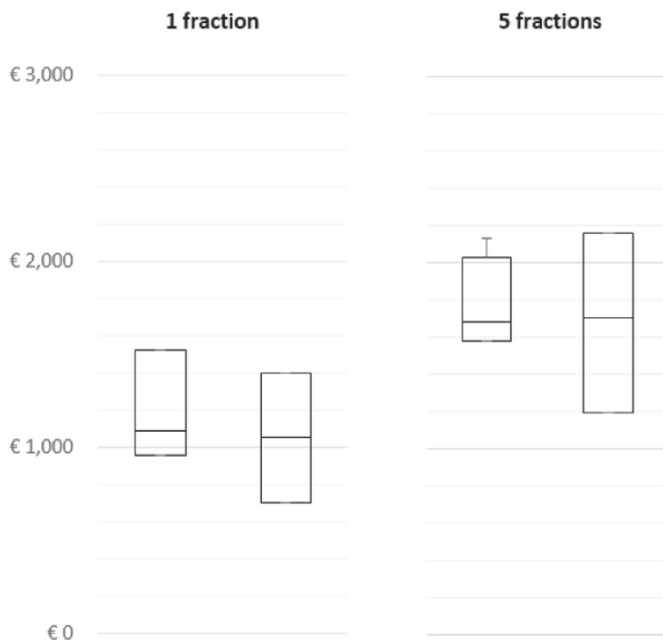 1 fraction
5 fractions
€ 3,000
€ 2,000
€ 1,000
€ 0